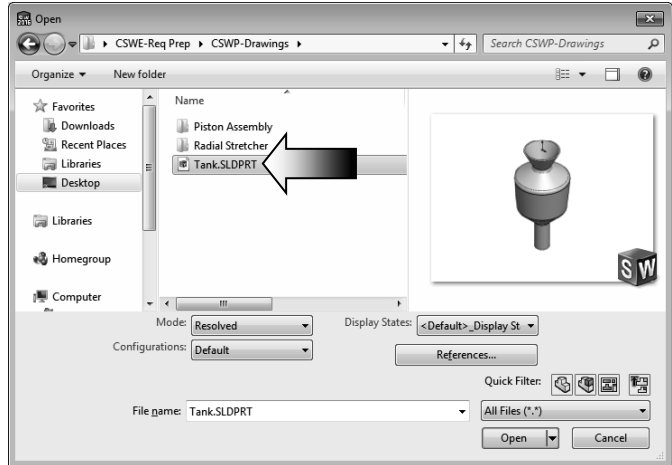 Open
CSWE-Req Prep ▸ CSWP-Drawings ▸
Search CSWP-Drawings
Organize
New folder
Favorites
Downloads
Recent Places
Libraries
Desktop
Libraries
Homegroup
Computer
Name
Piston Assembly
Radial Stretcher
Tank.SLDPRT
SW
Mode: Resolved
Display States: <Default>_Display St
Configurations: Default
References...
Quick Filter:
File name: Tank.SLDPRT
All Files (*.*)
Open
Cancel